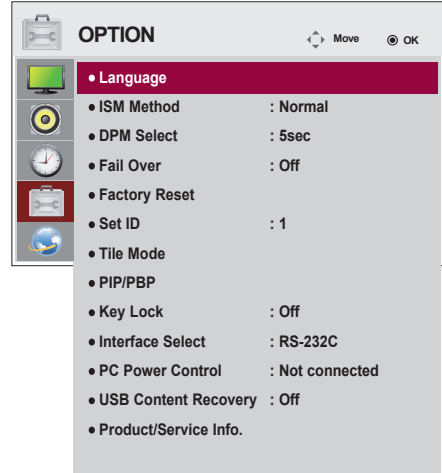 OPTION Move OK
● Language
● ISM Method : Normal
● DPM Select : 5sec
● Fail Over : Off
● Factory Reset
● Set ID : 1
● Tile Mode
● PIP/PBP
● Key Lock : Off
● Interface Select : RS-232C
● PC Power Control : Not connected
● USB Content Recovery : Off
● Product/Service Info.